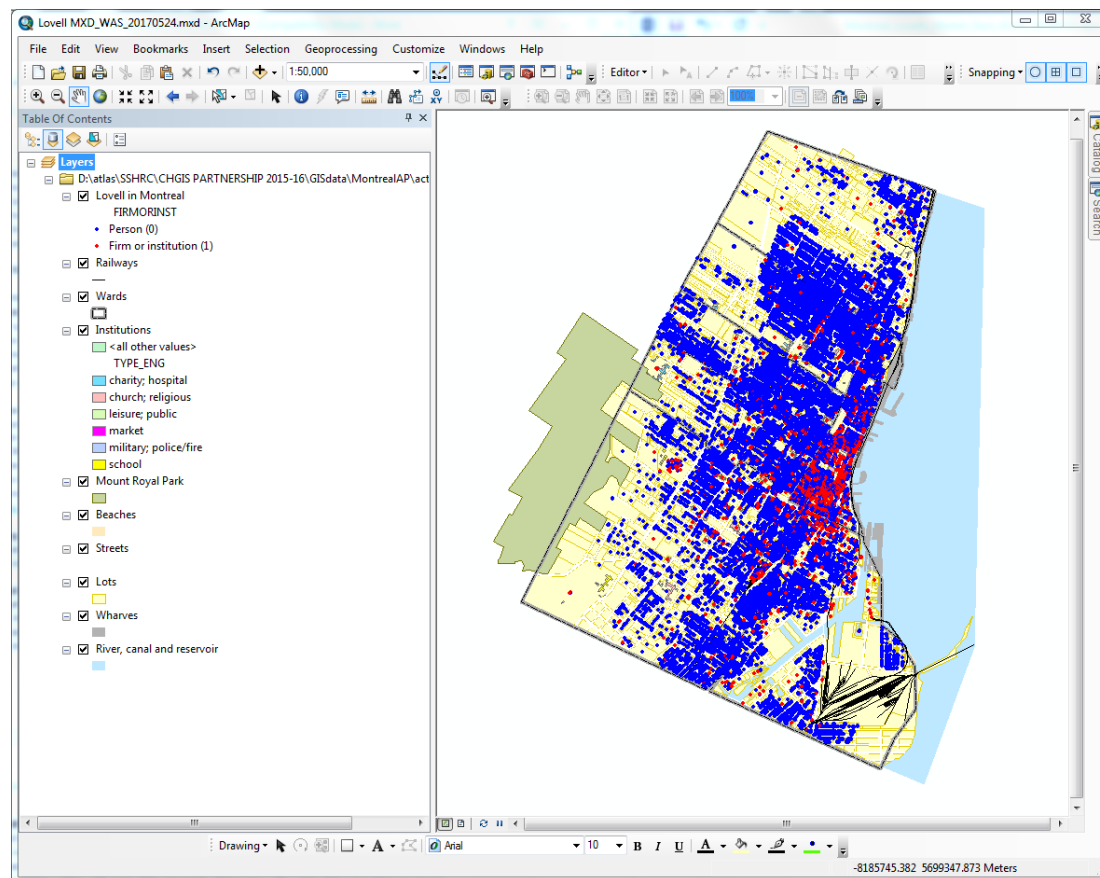 Lovell MXD_WAS_20170524.mxd - ArcMap
File Edit View Bookmarks Insert Selection Geoprocessing Customize Windows Help
1:50,000
Editor
Snapping
100%
Table Of Contents
Layers
D:\atlas\SSHRC\CHGIS PARTNERSHIP 2015-16\GISdata\MontrealAP\act
Lovell in Montreal
FIRMORINST
Person (0)
Firm or institution (1)
Railways
Wards
Institutions
<all other values>
TYPE_ENG
charity; hospital
church; religious
leisure; public
market
military; police/fire
school
Mount Royal Park
Beaches
Streets
Lots
Wharves
River, canal and reservoir
Catalog
Search
Drawing
A
Arial
10
B I U A
-8185745.382 5699347.873 Meters